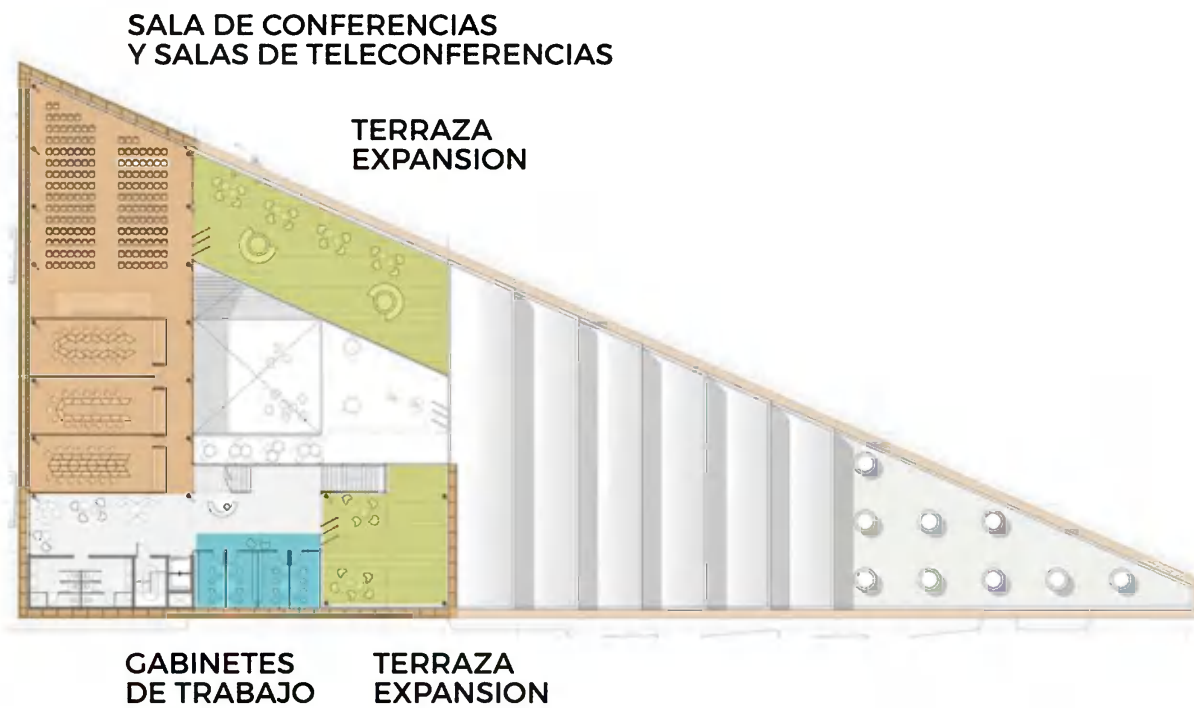 SALA DE CONFERENCIAS
Y SALAS DE TELECONFERENCIAS
TERRAZA
EXPANSION
GABINETES
DE TRABAJO
TERRAZA
EXPANSION